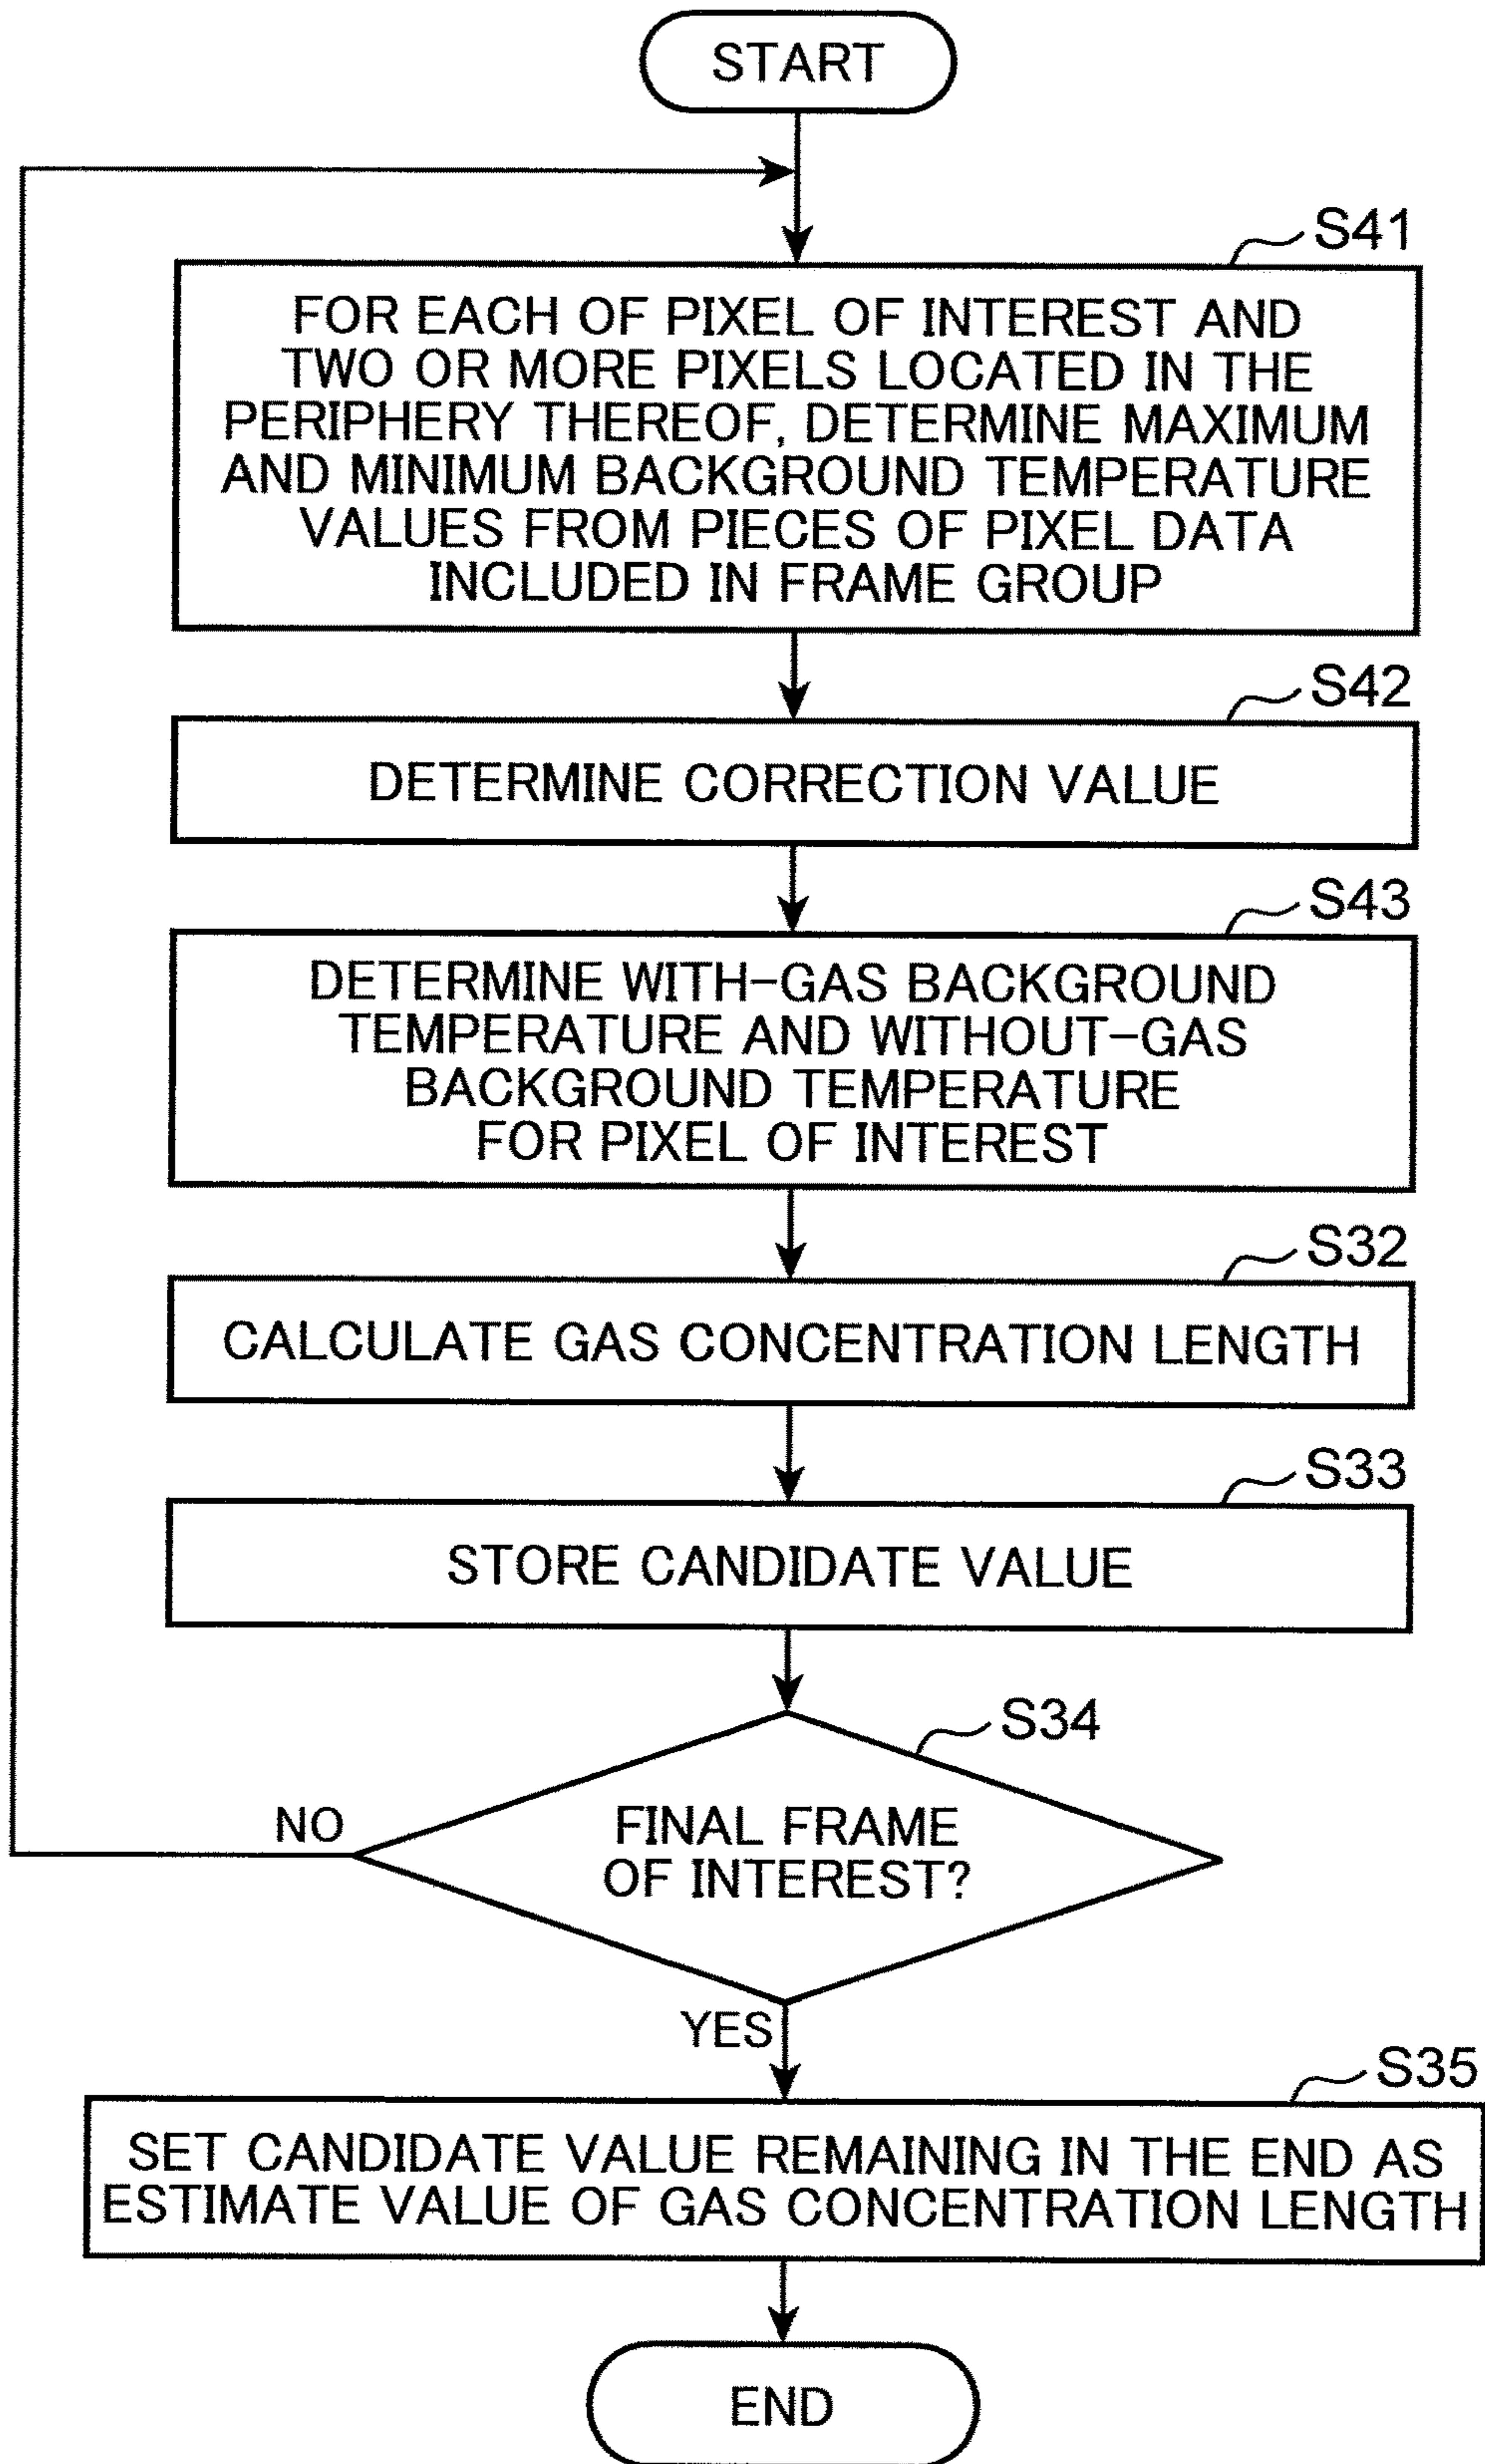 START
S41
FOR EACH OF PIXEL OF INTEREST AND
TWO OR MORE PIXELS LOCATED IN THE
PERIPHERY THEREOF, DETERMINE MAXIMUM
AND MINIMUM BACKGROUND TEMPERATURE
VALUES FROM PIECES OF PIXEL DATA
INCLUDED IN FRAME GROUP
S42
DETERMINE CORRECTION VALUE
S43
DETERMINE WITH-GAS BACKGROUND
TEMPERATURE AND WITHOUT-GAS
BACKGROUND TEMPERATURE
FOR PIXEL OF INTEREST
S32
CALCULATE GAS CONCENTRATION LENGTH
S33
STORE CANDIDATE VALUE
S34
NO
FINAL FRAME
OF INTEREST?
YES
S35
SET CANDIDATE VALUE REMAINING IN THE END AS
ESTIMATE VALUE OF GAS CONCENTRATION LENGTH
END